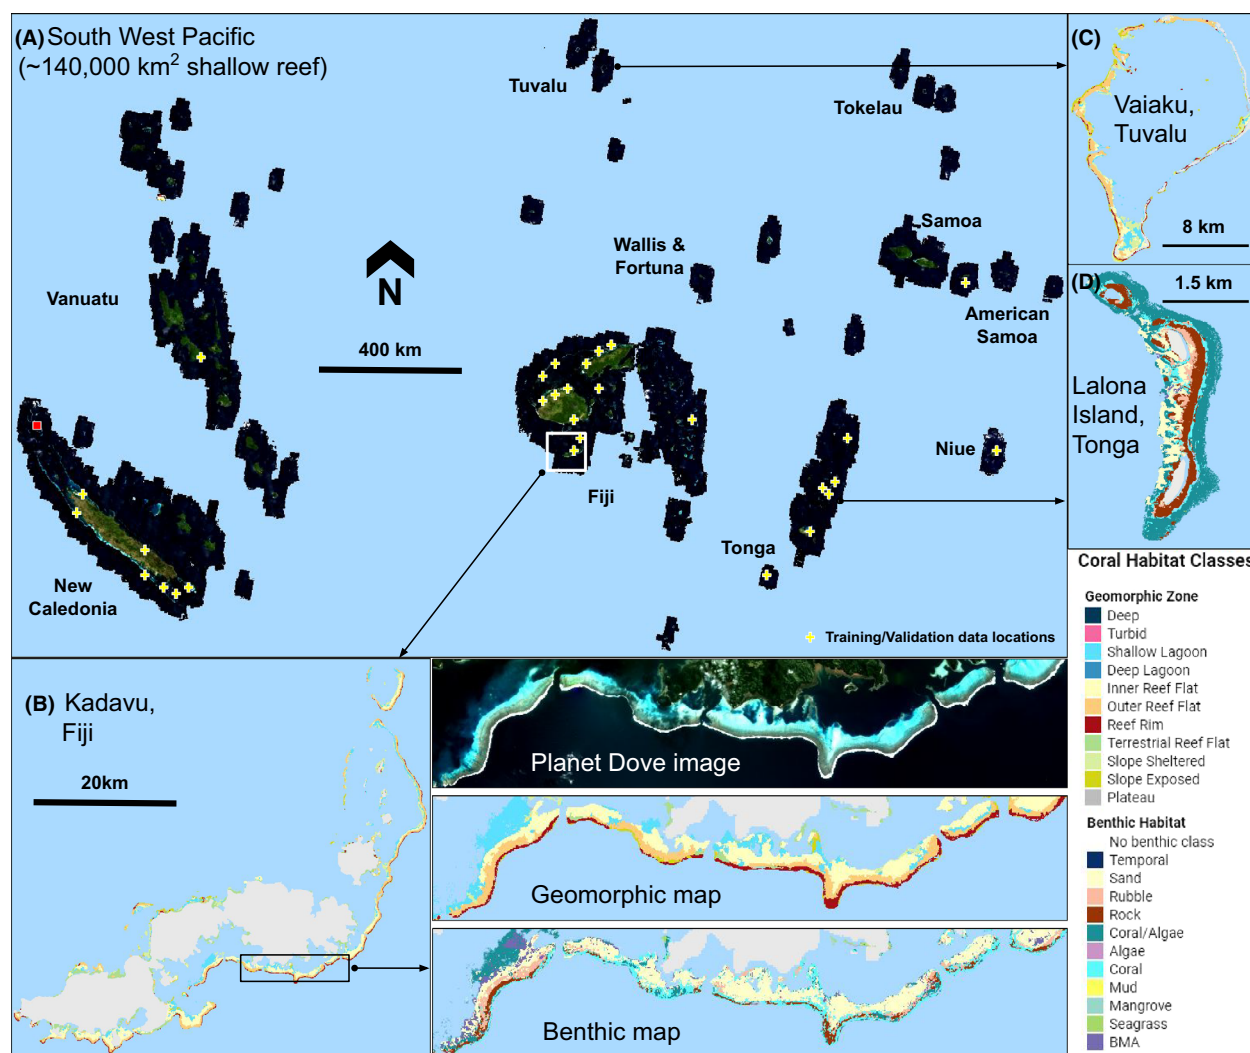 (A) South West Pacific
(~140,000 km² shallow reef)
Tuvalu
Tokelau
Samoa
Wallis &
Fortuna
American
Samoa
Vanuatu
N
400 km
Niue
Fiji
Tonga
New
Caledonia
Training/Validation data locations
(C)
Vaiaku,
Tuvalu
8 km
(D)
1.5 km
Lalona
Island,
Tonga
(B) Kadavu,
Fiji
20km
Planet Dove image
Geomorphic map
Benthic map
Coral Habitat Classes
Geomorphic Zone
Deep
Turbid
Shallow Lagoon
Deep Lagoon
Inner Reef Flat
Outer Reef Flat
Reef Rim
Terrestrial Reef Flat
Slope Sheltered
Slope Exposed
Plateau
Benthic Habitat
No benthic class
Temporal
Sand
Rubble
Rock
Coral/Algae
Algae
Coral
Mud
Mangrove
Seagrass
BMA